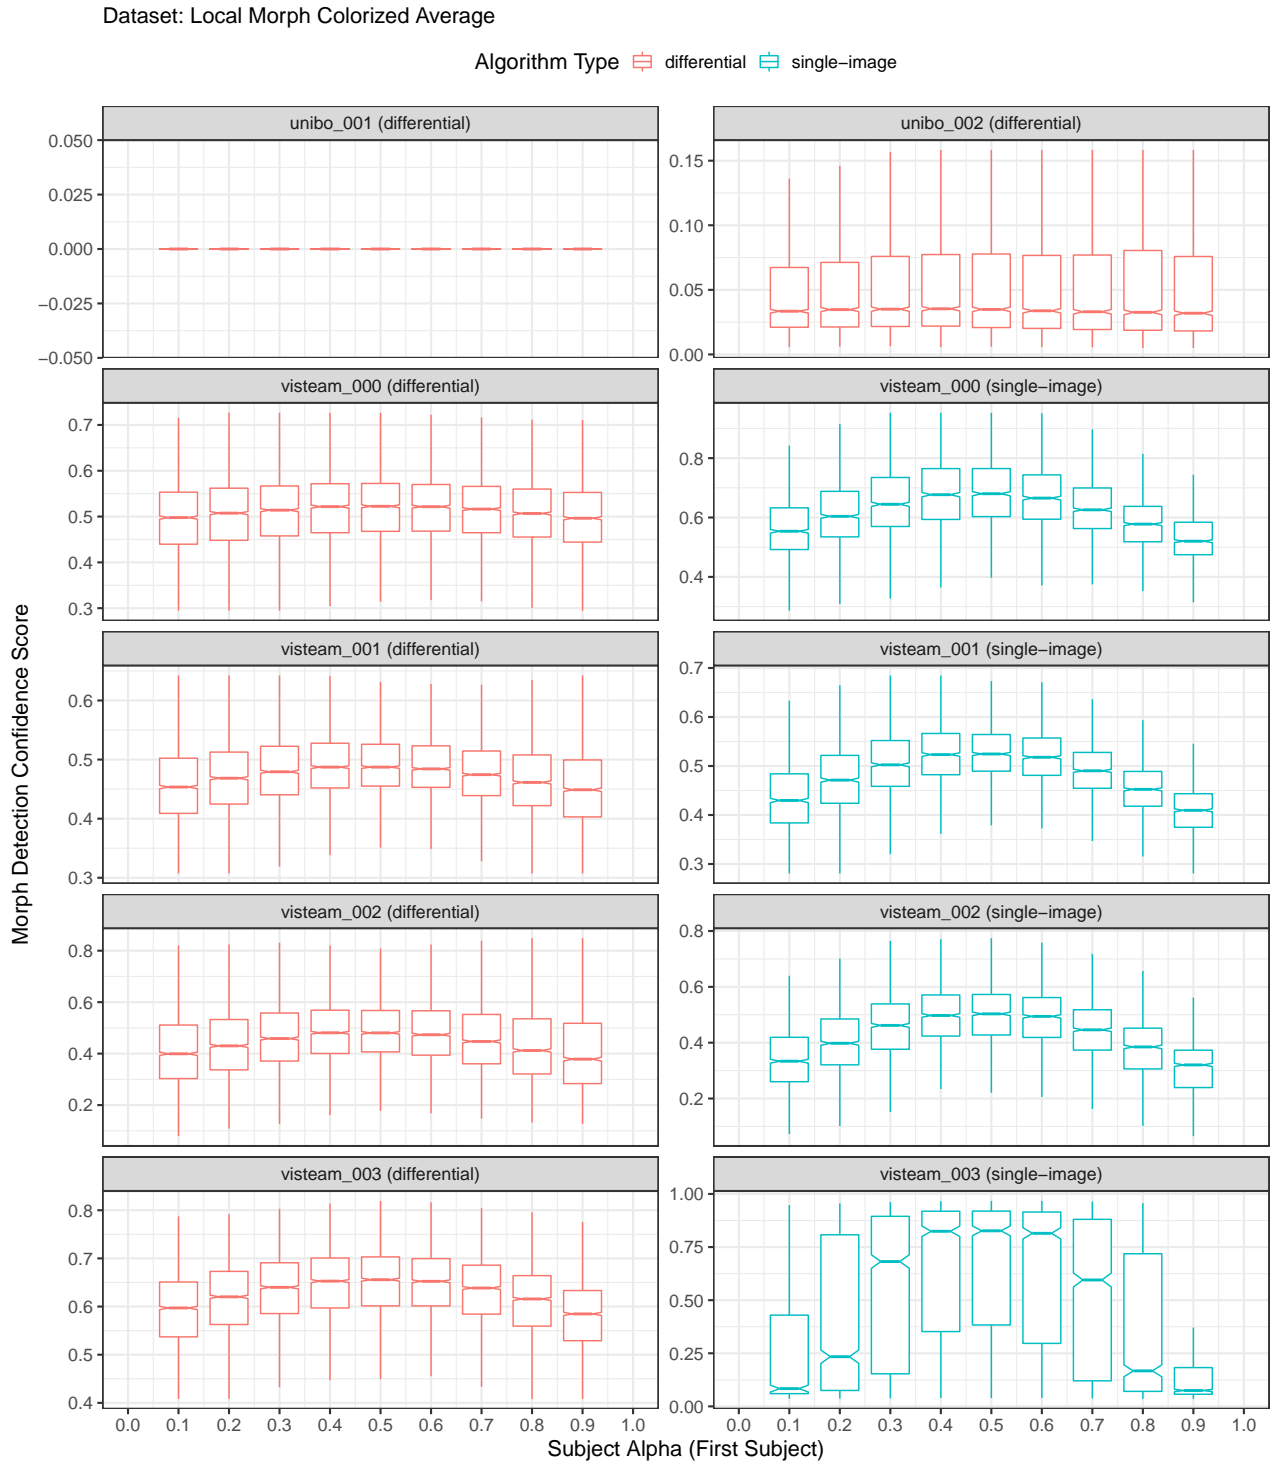 Dataset: Local Morph Colorized Average
Algorithm Type differential single−image
unibo_001 (differential)
0.050
0.025
0.000
−0.025
−0.050
unibo_002 (differential)
0.15
0.10
0.05
0.00
visteam_000 (differential)
0.7
0.6
0.5
0.4
0.3
visteam_000 (single−image)
0.8
0.6
0.4
visteam_001 (differential)
0.6
0.5
0.4
0.3
visteam_001 (single−image)
0.7
0.6
0.5
0.4
0.3
visteam_002 (differential)
0.8
0.6
0.4
0.2
visteam_002 (single−image)
0.8
0.6
0.4
0.2
visteam_003 (differential)
0.8
0.7
0.6
0.5
0.4
visteam_003 (single−image)
1.00
0.75
0.50
0.25
0.00
0.0 0.1 0.2 0.3 0.4 0.5 0.6 0.7 0.8 0.9 1.0
0.0 0.1 0.2 0.3 0.4 0.5 0.6 0.7 0.8 0.9 1.0
Subject Alpha (First Subject)
Morph Detection Confidence Score